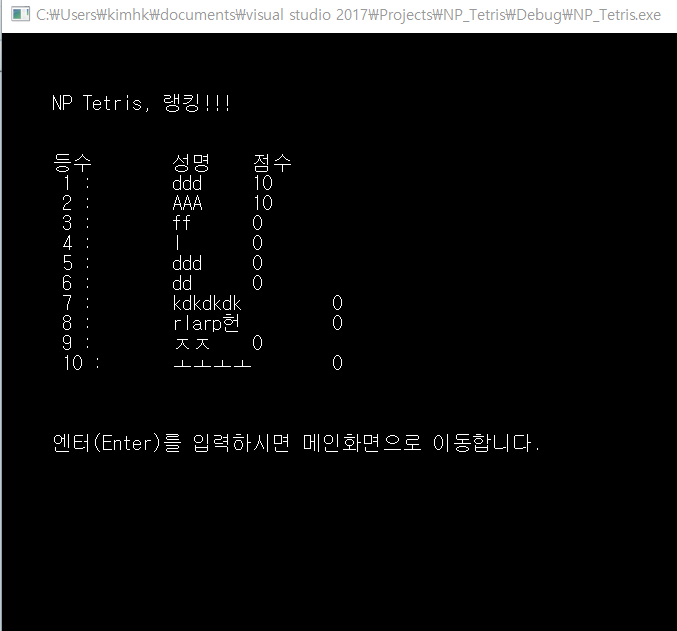 C:₩Users₩kimhk₩documents₩visual studio 2017₩Projects₩NP_Tetris₩Debug₩NP_Tetris.exe
NP Tetris, 랭킹!!!
등수 성명 점수
1 : ddd 10
2 : AAA 10
3 : ff 0
4 : l 0
5 : ddd 0
6 : dd 0
7 : kdkdkdk 0
8 : rlarp헌 0
9 : ㅈㅈ 0
10 : ㅗㅗㅗㅗ 0
엔터(Enter)를 입력하시면 메인화면으로 이동합니다.